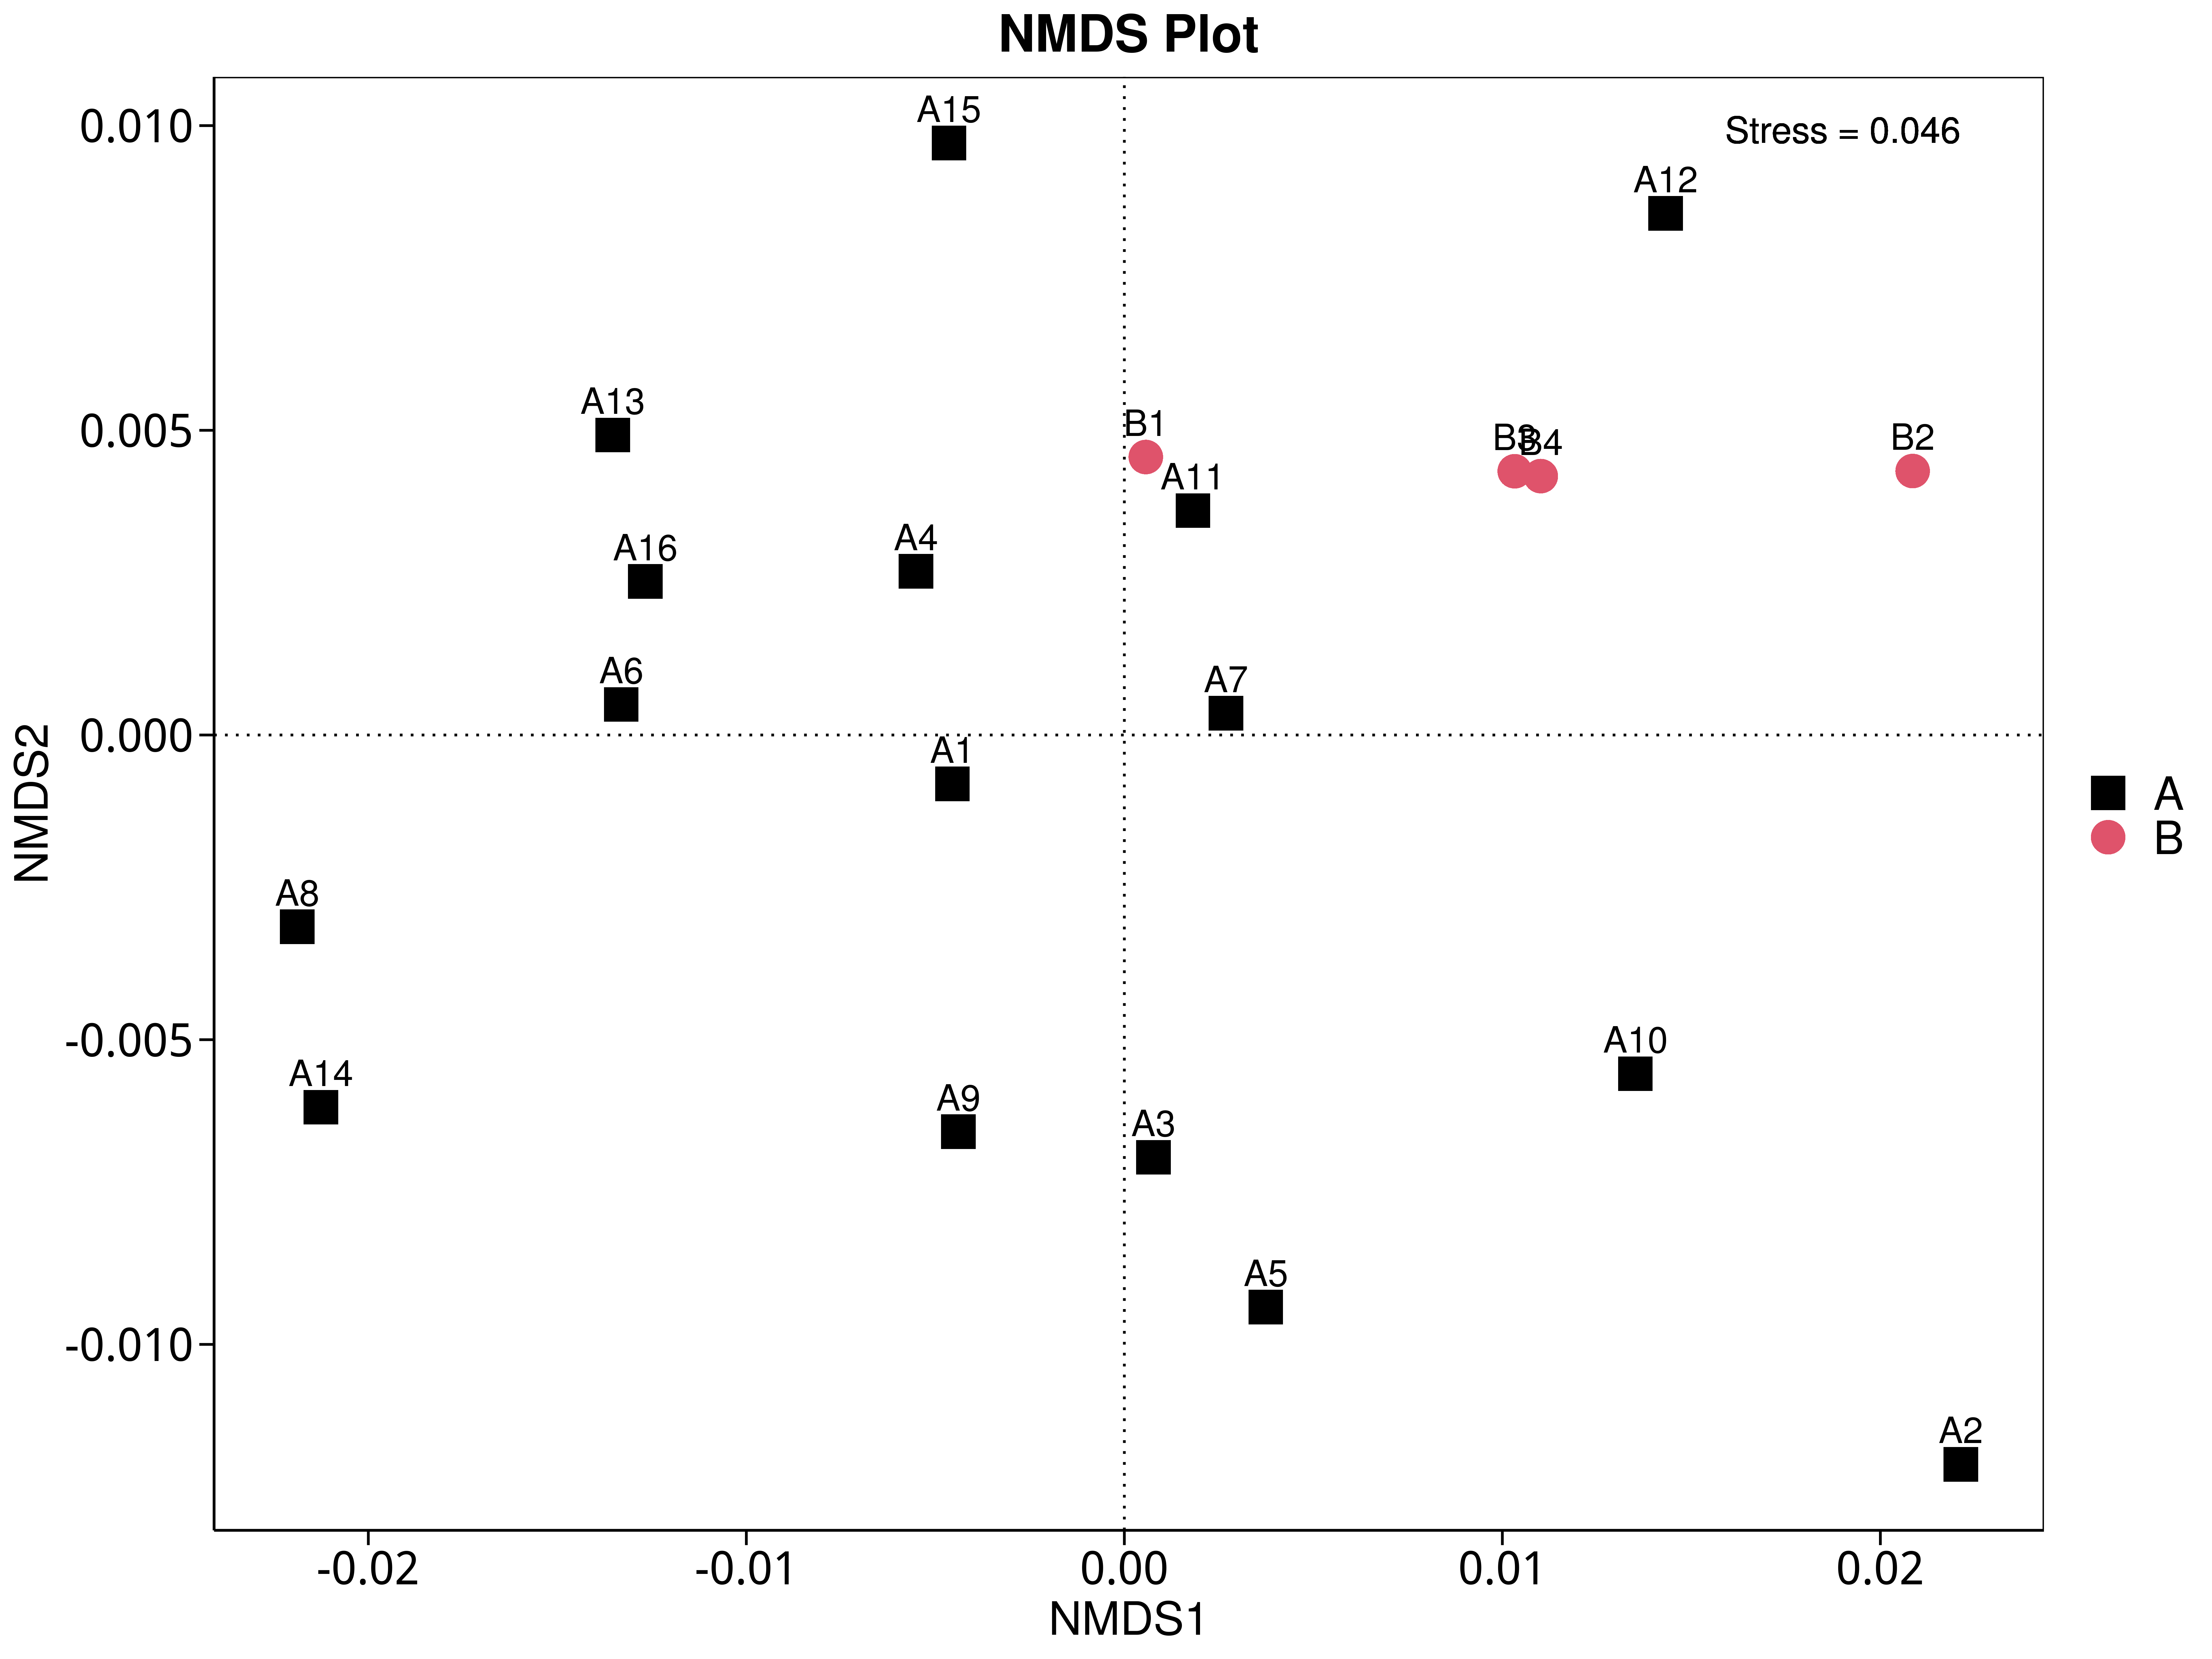 NMDS Plot
Stress = 0.046
0.010
0.005
0.000
-0.005
-0.010
NMDS2
A15
A12
A13
B1
B3
B4
B2
A11
A4
A16
A6
A7
A1
A8
A10
A14
A9
A3
A5
A2
A
B
-0.02
-0.01
0.00
0.01
0.02
NMDS1